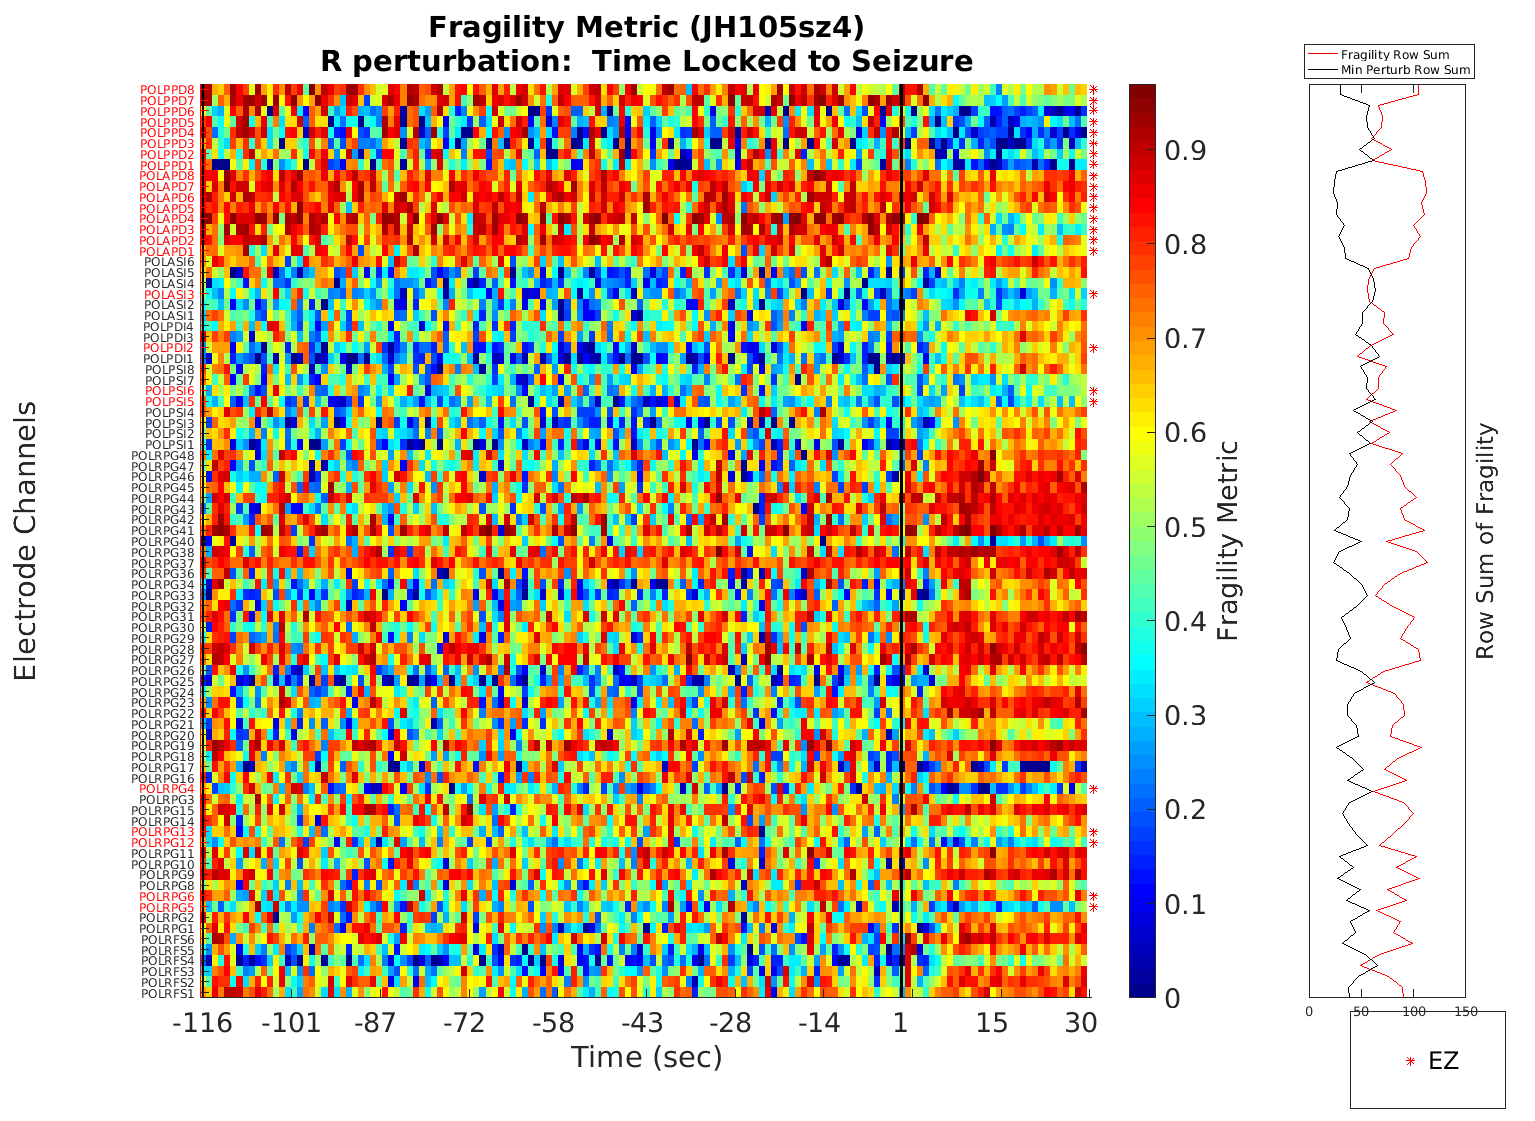 Fragility Metric (JH105sz4)
R perturbation:  Time Locked to Seizure
Fragility Row Sum
Min Perturb Row Sum
Electrode Channels
POLPPD8
POLPPD7
POLPPD6
POLPPD5
POLPPD4
POLPPD3
POLPPD2
POLPPD1
POLAPD8
POLAPD7
POLAPD6
POLAPD5
POLAPD4
POLAPD3
POLAPD2
POLAPD1
POLASI6
POLASI5
POLASI4
POLASI3
POLASI2
POLASI1
POLPDI4
POLPDI3
POLPDI2
POLPDI1
POLPSI8
POLPSI7
POLPSI6
POLPSI5
POLPSI4
POLPSI3
POLPSI2
POLPSI1
POLRPG48
POLRPG47
POLRPG46
POLRPG45
POLRPG44
POLRPG43
POLRPG42
POLRPG41
POLRPG40
POLRPG38
POLRPG37
POLRPG36
POLRPG34
POLRPG33
POLRPG32
POLRPG31
POLRPG30
POLRPG29
POLRPG28
POLRPG27
POLRPG26
POLRPG25
POLRPG24
POLRPG23
POLRPG22
POLRPG21
POLRPG20
POLRPG19
POLRPG18
POLRPG17
POLRPG16
POLRPG4
POLRPG3
POLRPG15
POLRPG14
POLRPG13
POLRPG12
POLRPG11
POLRPG10
POLRPG9
POLRPG8
POLRPG6
POLRPG5
POLRPG2
POLRPG1
POLRFS6
POLRFS5
POLRFS4
POLRFS3
POLRFS2
POLRFS1
-116 -101 -87 -72 -58 -43 -28 -14 1 15 30
Time (sec)
0.9
0.8
0.7
0.6
0.5
0.4
0.3
0.2
0.1
0
Fragility Metric
0 50 100 150
Row Sum of Fragility
EZ